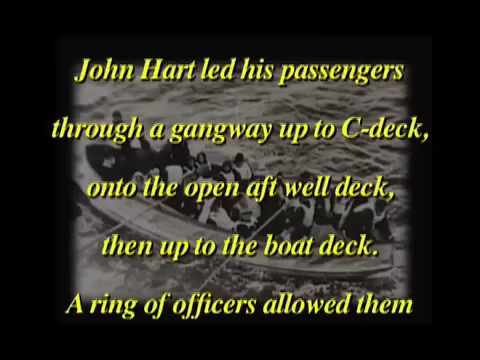 John Hart led his passengers
through a gangway up to C-deck,
onto the open aft well deck,
then up to the boat deck.
A ring of officers allowed them